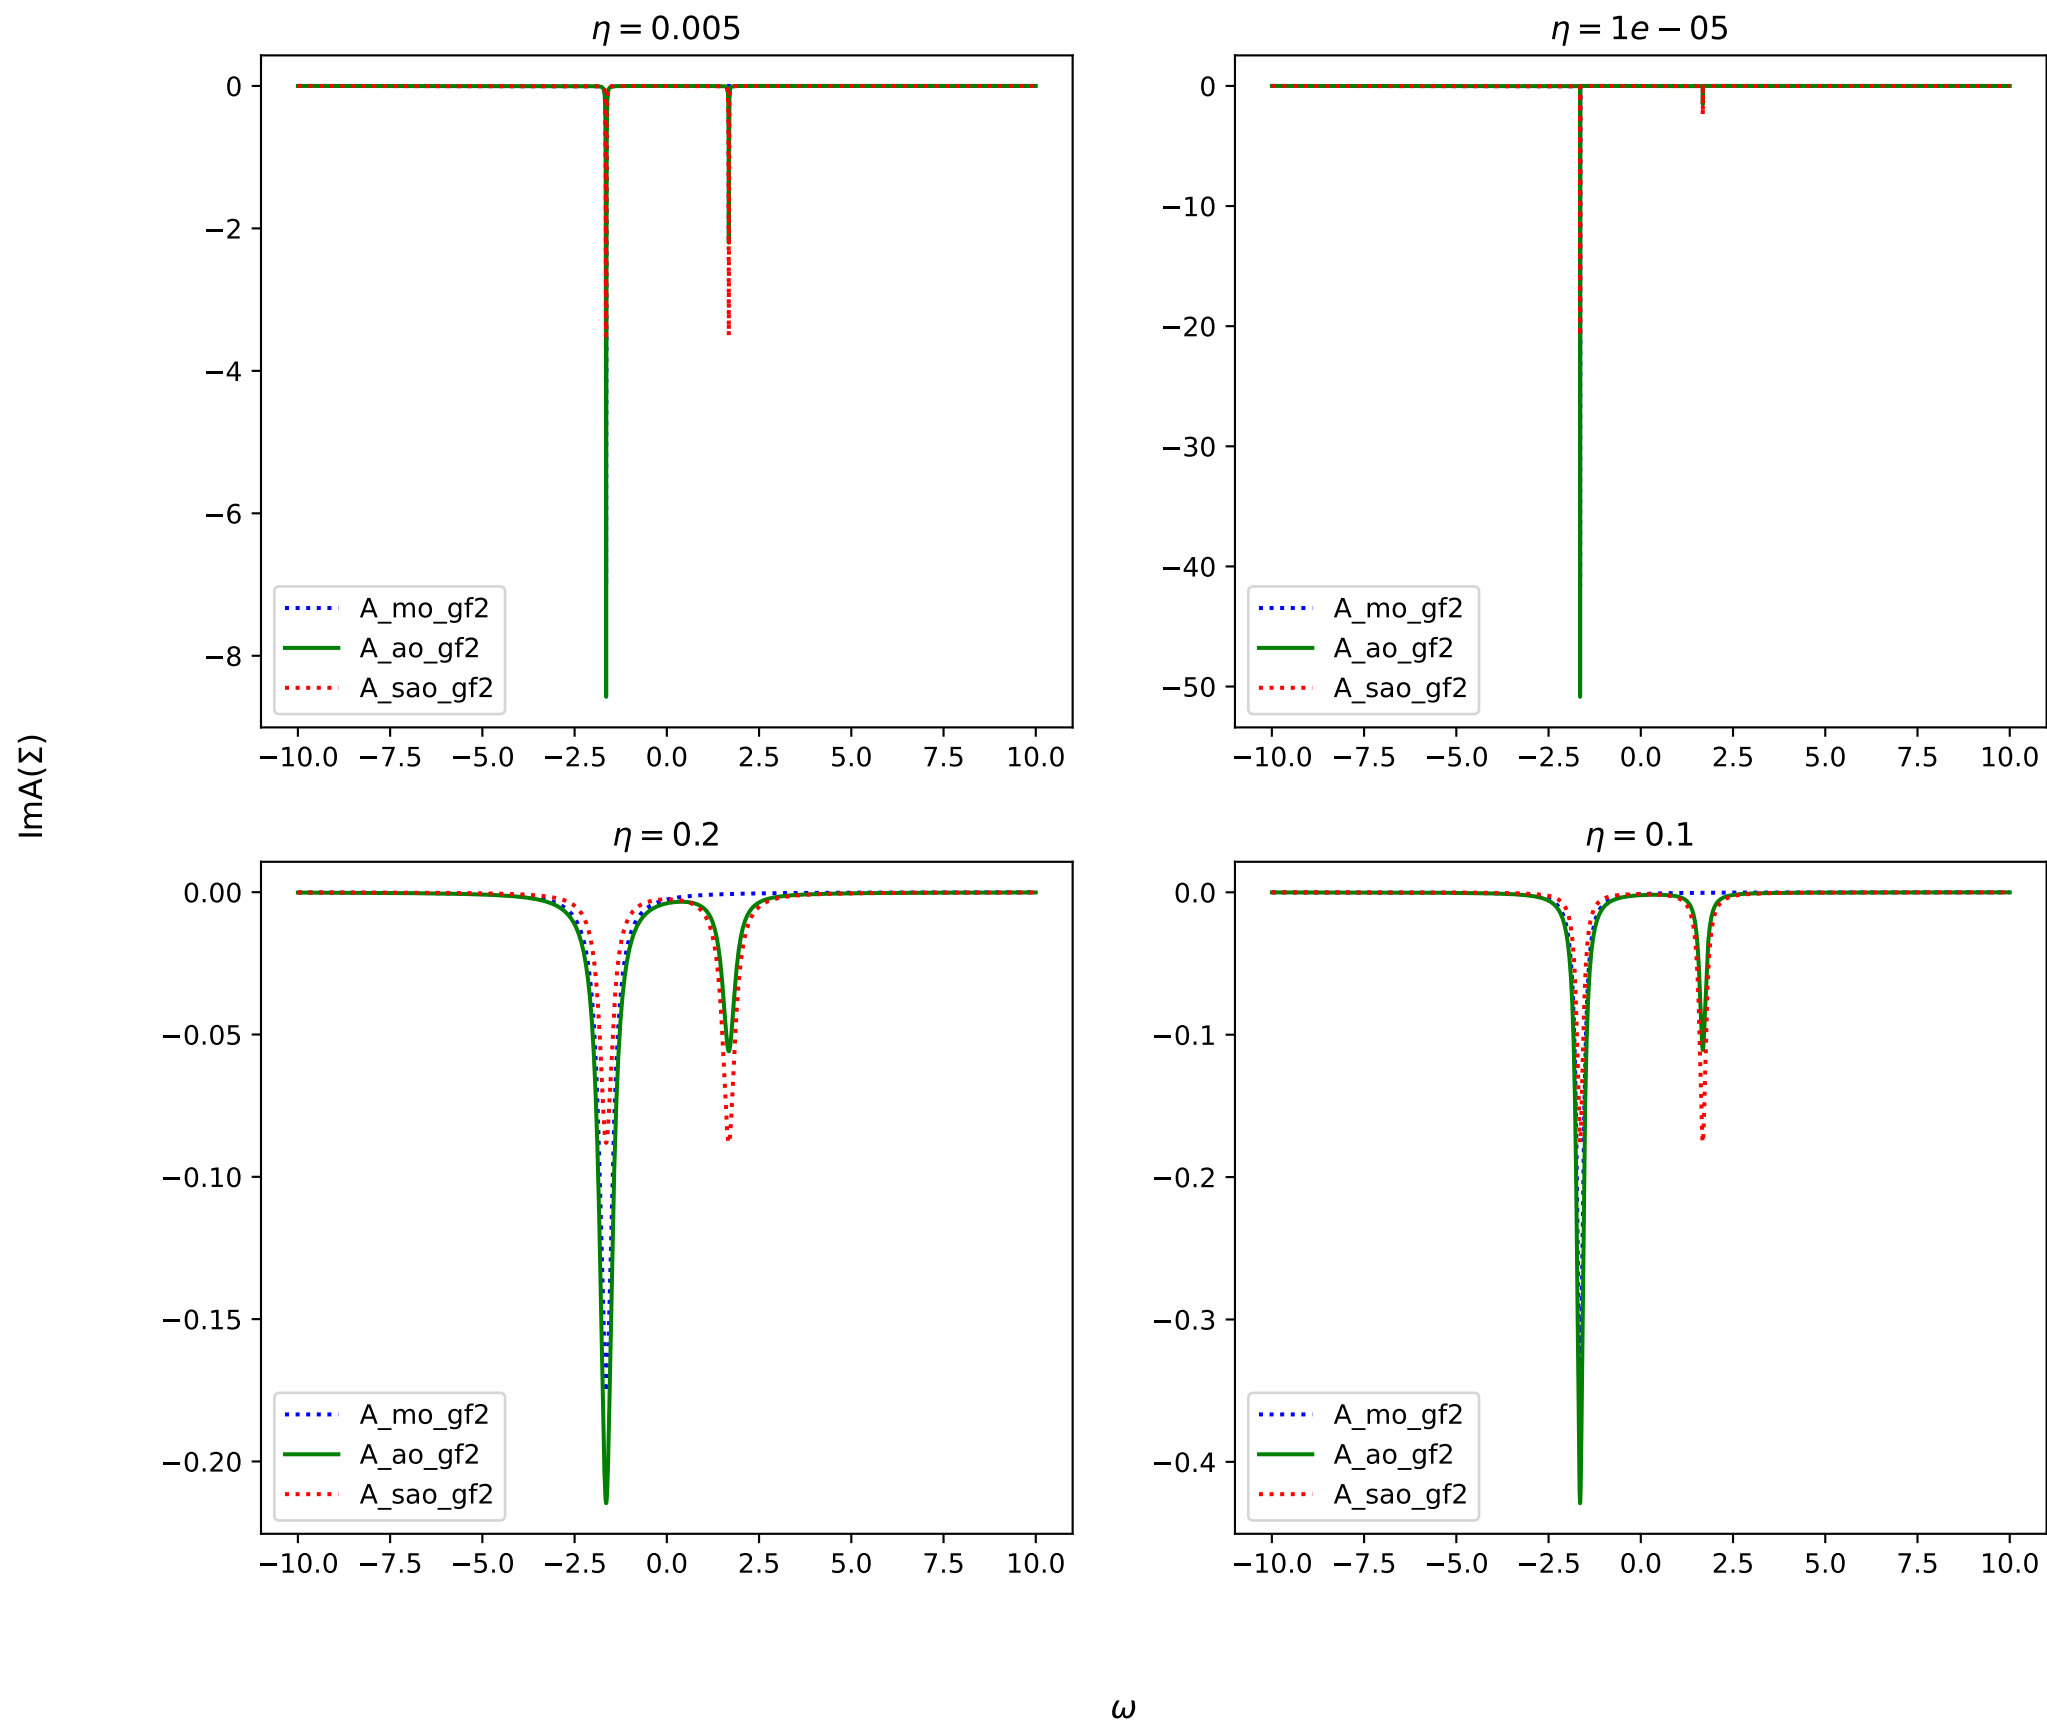 η = 0.005
0
−2
−4
−6
−8
A_mo_gf2
A_ao_gf2
A_sao_gf2
−10.0 −7.5 −5.0 −2.5 0.0 2.5 5.0 7.5 10.0
η = 1e − 05
0
−10
−20
−30
−40
−50
A_mo_gf2
A_ao_gf2
A_sao_gf2
−10.0 −7.5 −5.0 −2.5 0.0 2.5 5.0 7.5 10.0
ImA(Σ)
η = 0.2
0.00
−0.05
−0.10
−0.15
−0.20
A_mo_gf2
A_ao_gf2
A_sao_gf2
−10.0 −7.5 −5.0 −2.5 0.0 2.5 5.0 7.5 10.0
η = 0.1
0.0
−0.1
−0.2
−0.3
−0.4
A_mo_gf2
A_ao_gf2
A_sao_gf2
−10.0 −7.5 −5.0 −2.5 0.0 2.5 5.0 7.5 10.0
ω